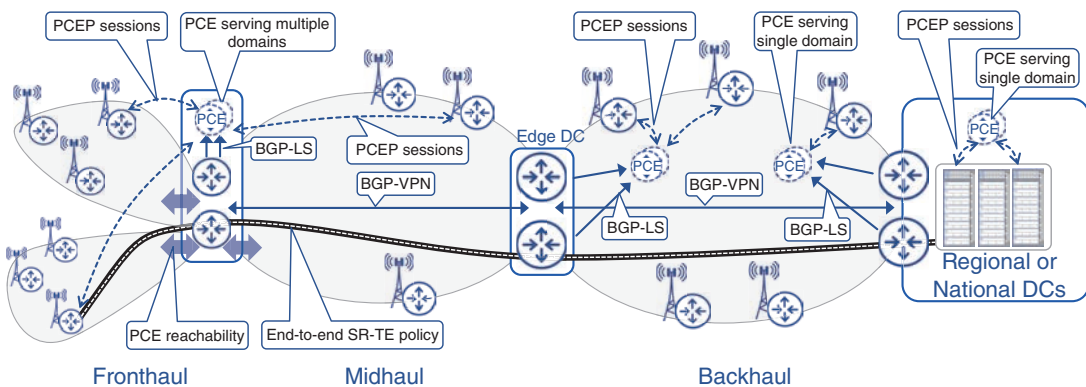 PCEP sessions
PCE serving multiple
domains
PCEP sessions
PCE serving
single domain
PCEP sessions
PCE serving
single domain
PCE
BGP-LS
PCEP sessions
Edge DC
PCE
PCE
PCE
BGP-VPN
BGP-VPN
BGP-LS
BGP-LS
Regional or
National DCs
PCE reachability
End-to-end SR-TE policy
Fronthaul
Midhaul
Backhaul